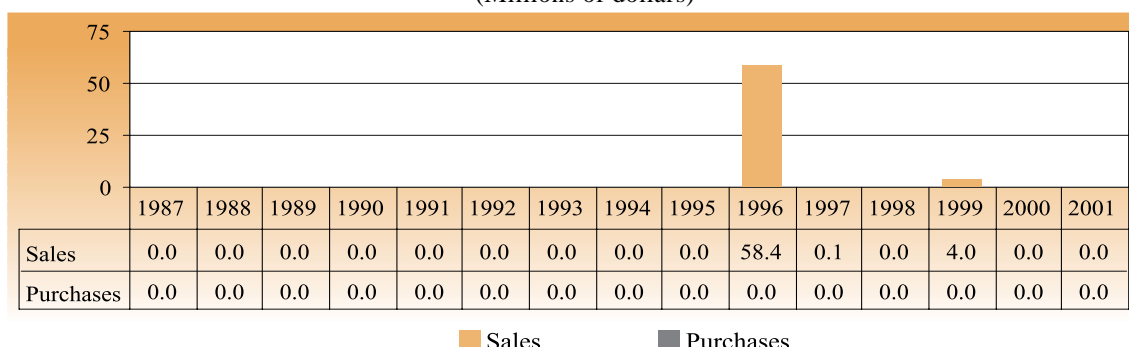 (Millions of dollars)
75
50
25
0
1987 1988 1989 1990 1991 1992 1993 1994 1995 1996 1997 1998 1999 2000 2001
Sales 0.0 0.0 0.0 0.0 0.0 0.0 0.0 0.0 0.0 58.4 0.1 0.0 4.0 0.0 0.0
Purchases 0.0 0.0 0.0 0.0 0.0 0.0 0.0 0.0 0.0 0.0 0.0 0.0 0.0 0.0 0.0
Sales Purchases